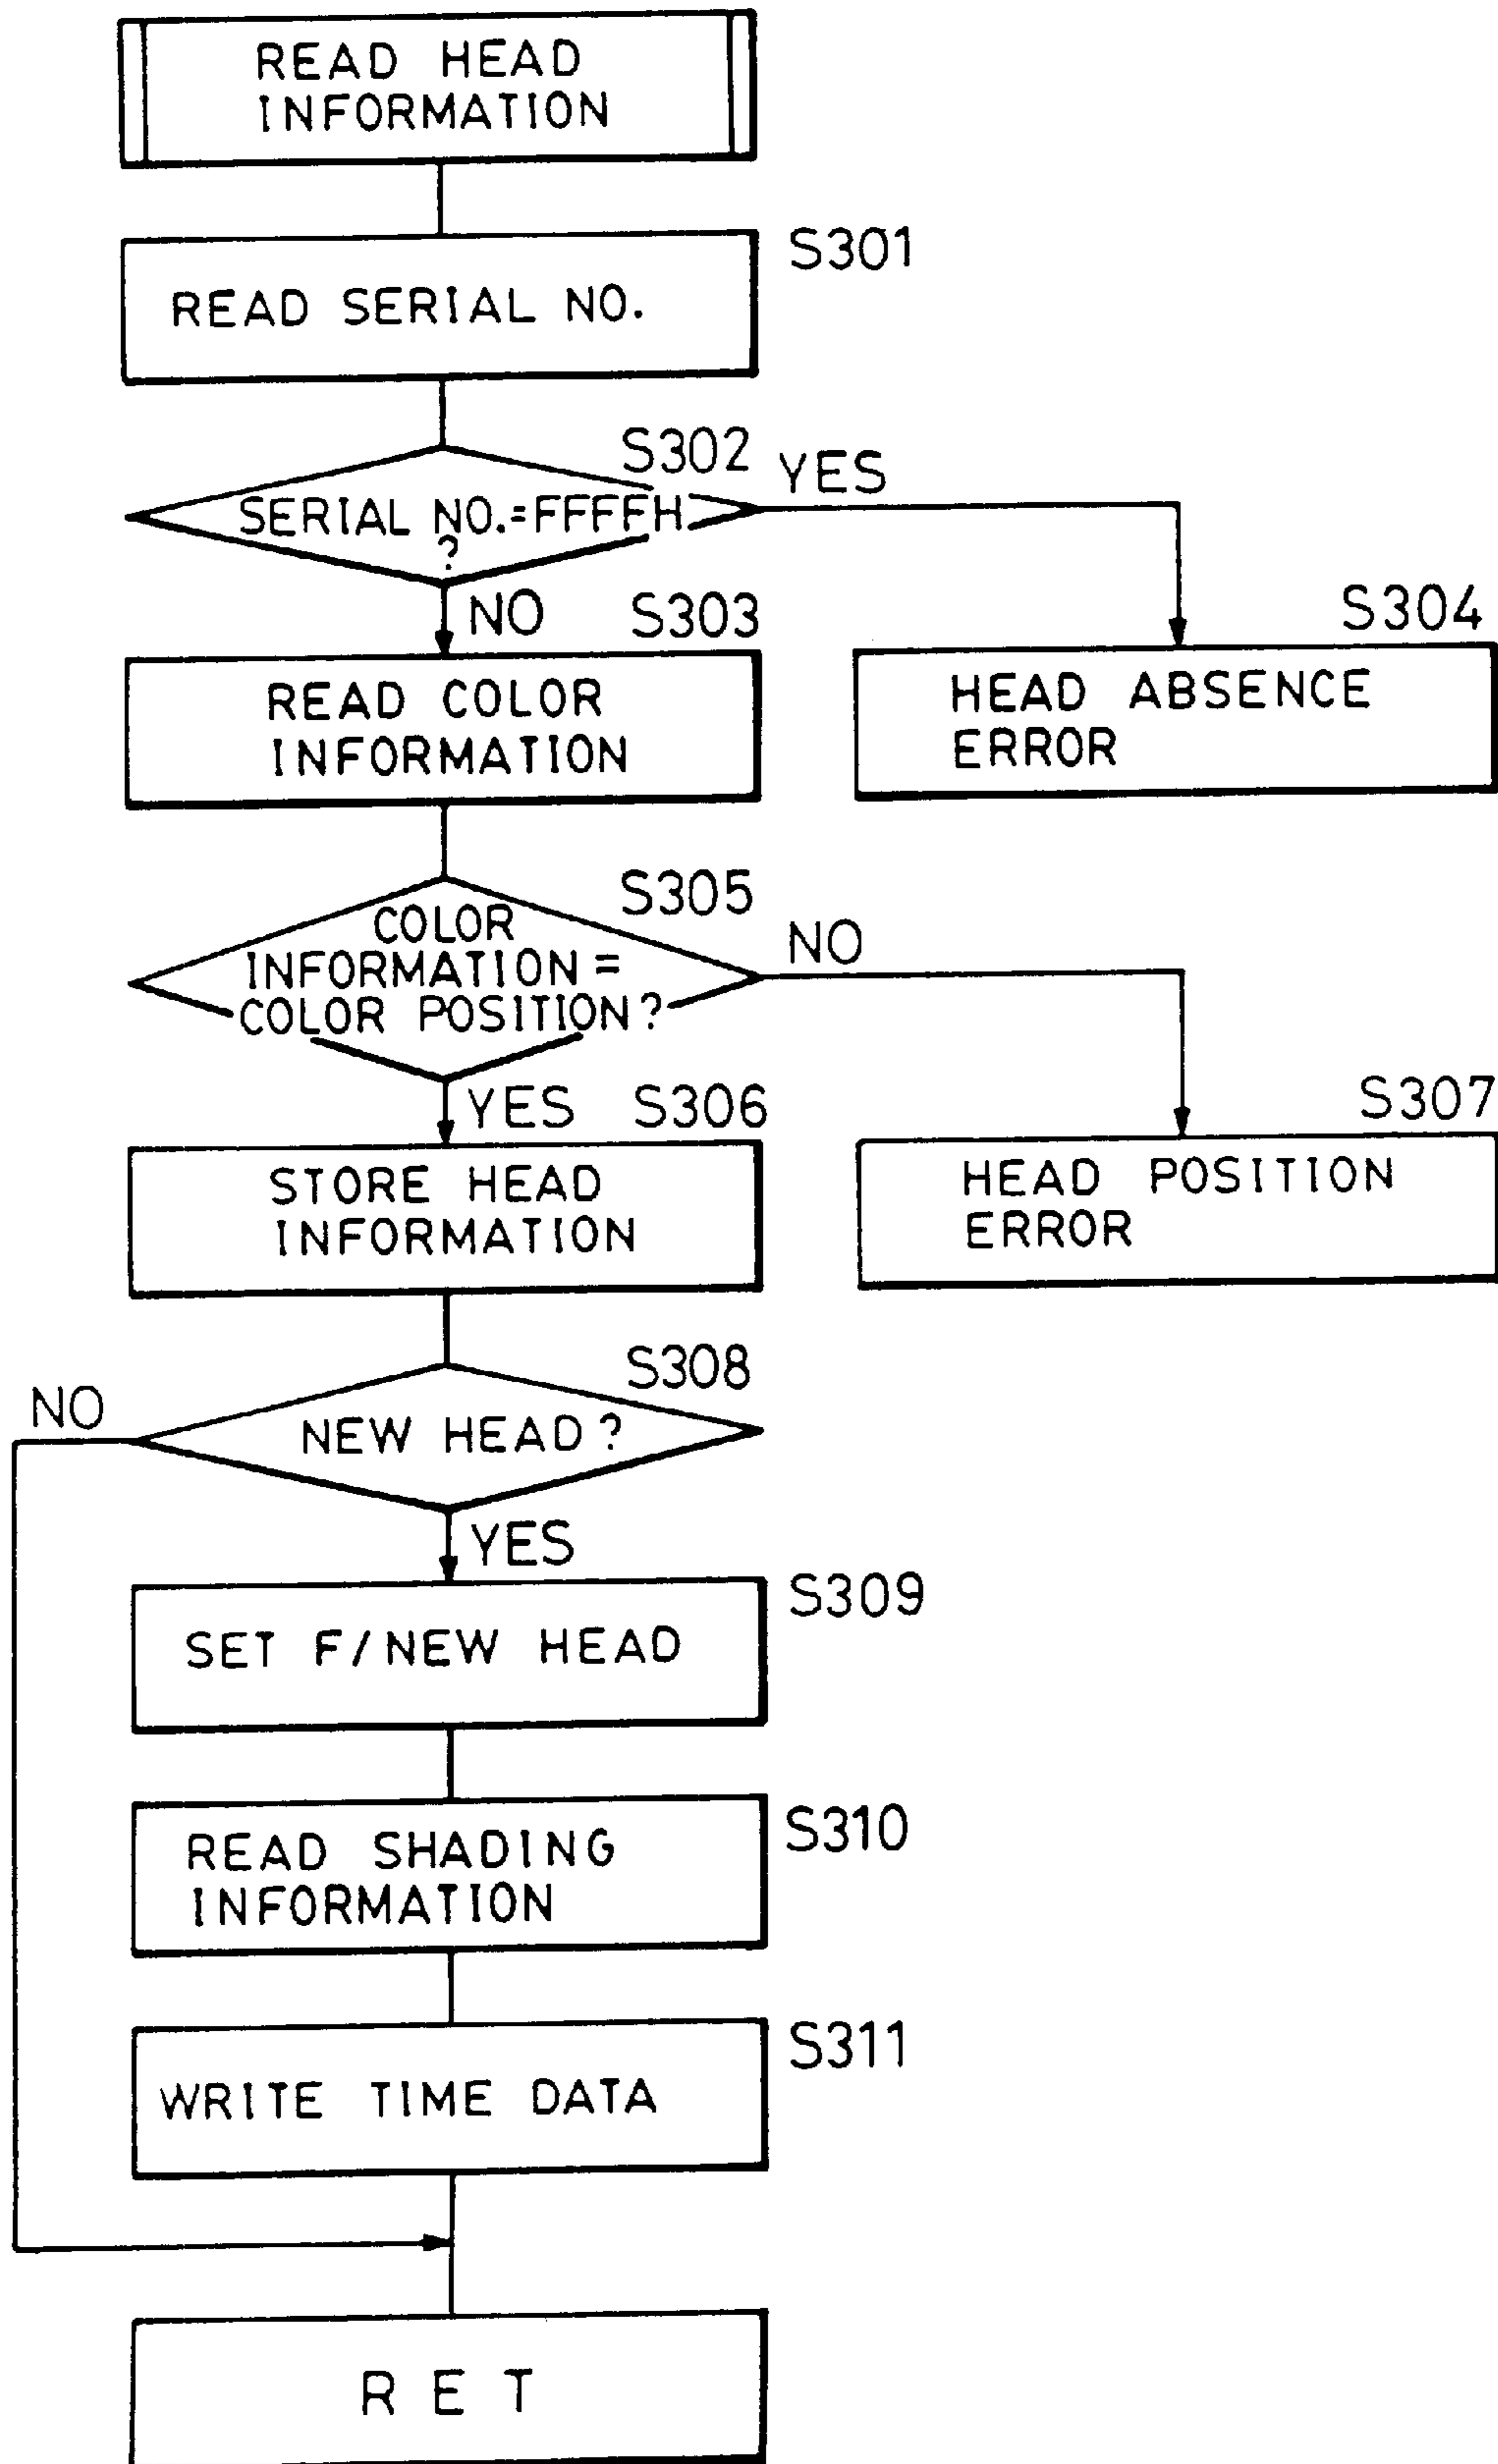 READ HEAD
INFORMATION
S301
READ SERIAL NO.
S302
YES
SERIAL NO.=FFFFH
?
NO
S303
S304
READ COLOR
INFORMATION
HEAD ABSENCE
ERROR
S305
NO
COLOR
INFORMATION =
COLOR POSITION?
YES
S306
S307
STORE HEAD
INFORMATION
HEAD POSITION
ERROR
S308
NO
NEW HEAD?
YES
S309
SET F/NEW HEAD
S310
READ SHADING
INFORMATION
S311
WRITE TIME DATA
RET